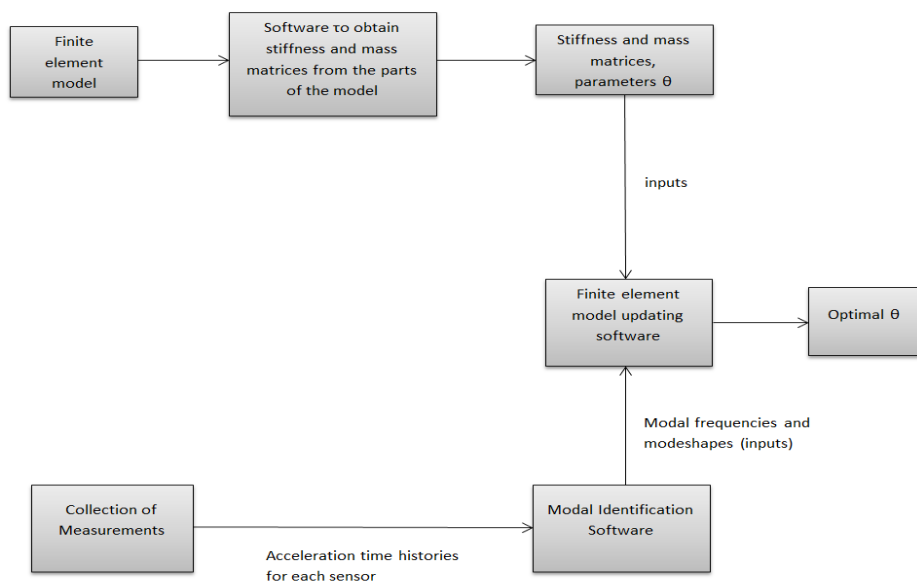 Finite
element
model
Software το obtain
stiffness and mass
matrices from the parts
of the model
Stiffness and mass
matrices,
parameters θ
inputs
Finite element
model updating
software
Optimal θ
Modal frequencies and
modeshapes (inputs)
Collection of
Measurements
Acceleration time histories
for each sensor
Modal Identification
Software